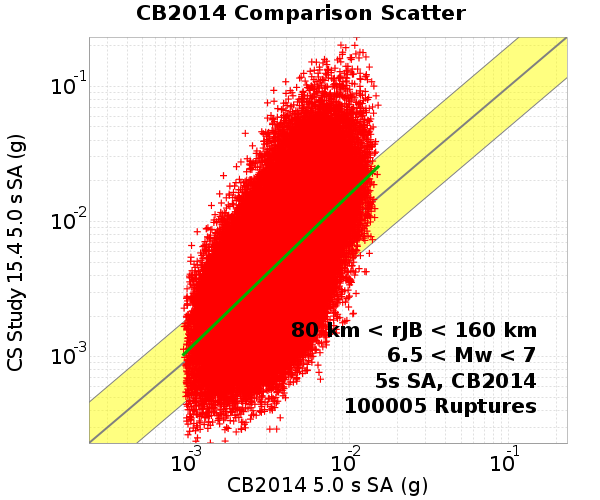 CB2014 Comparison Scatter
CS Study 15.4 5.0 s SA (g)
10-1
10-2
10-3
80 km < rJB < 160 km
6.5 < Mw < 7
5s SA, CB2014
100005 Ruptures
10-3 10-2 10-1
CB2014 5.0 s SA (g)